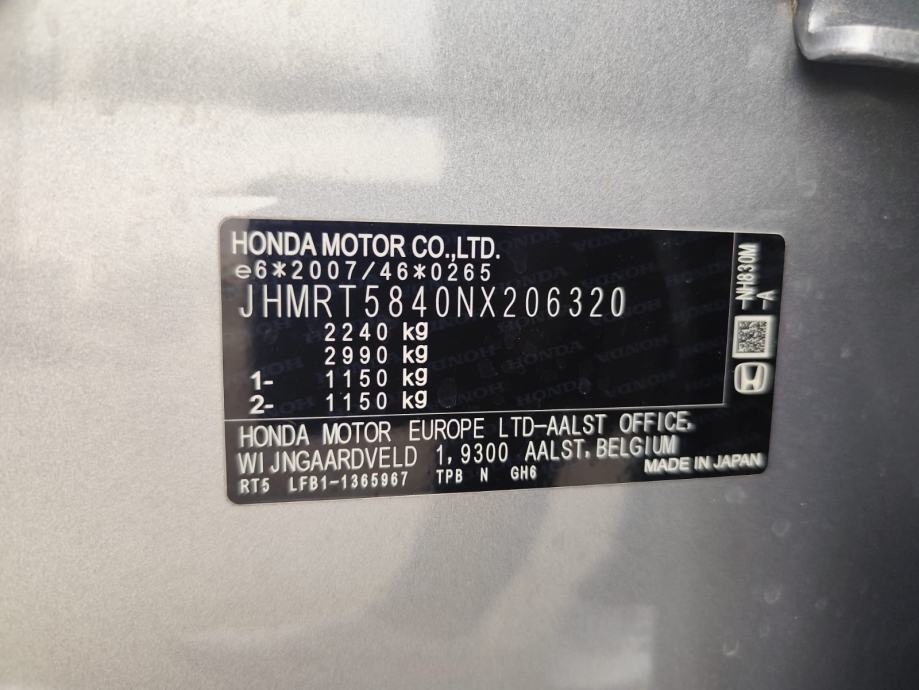 HONDA MOTOR CO.,LTD.
e6*2007/46*0265
JHMRT5840NX206320
2240 kg
2990 kg
1- 1150 kg
2- 1150 kg
-NH830M
-A
HONDA MOTOR EUROPE LTD-AALST OFFICE,
WIJNGAARDVELD 1, 9300 AALST, BELGIUM
RT5 LFB1-1365967 TPB N GH6
MADE IN JAPAN